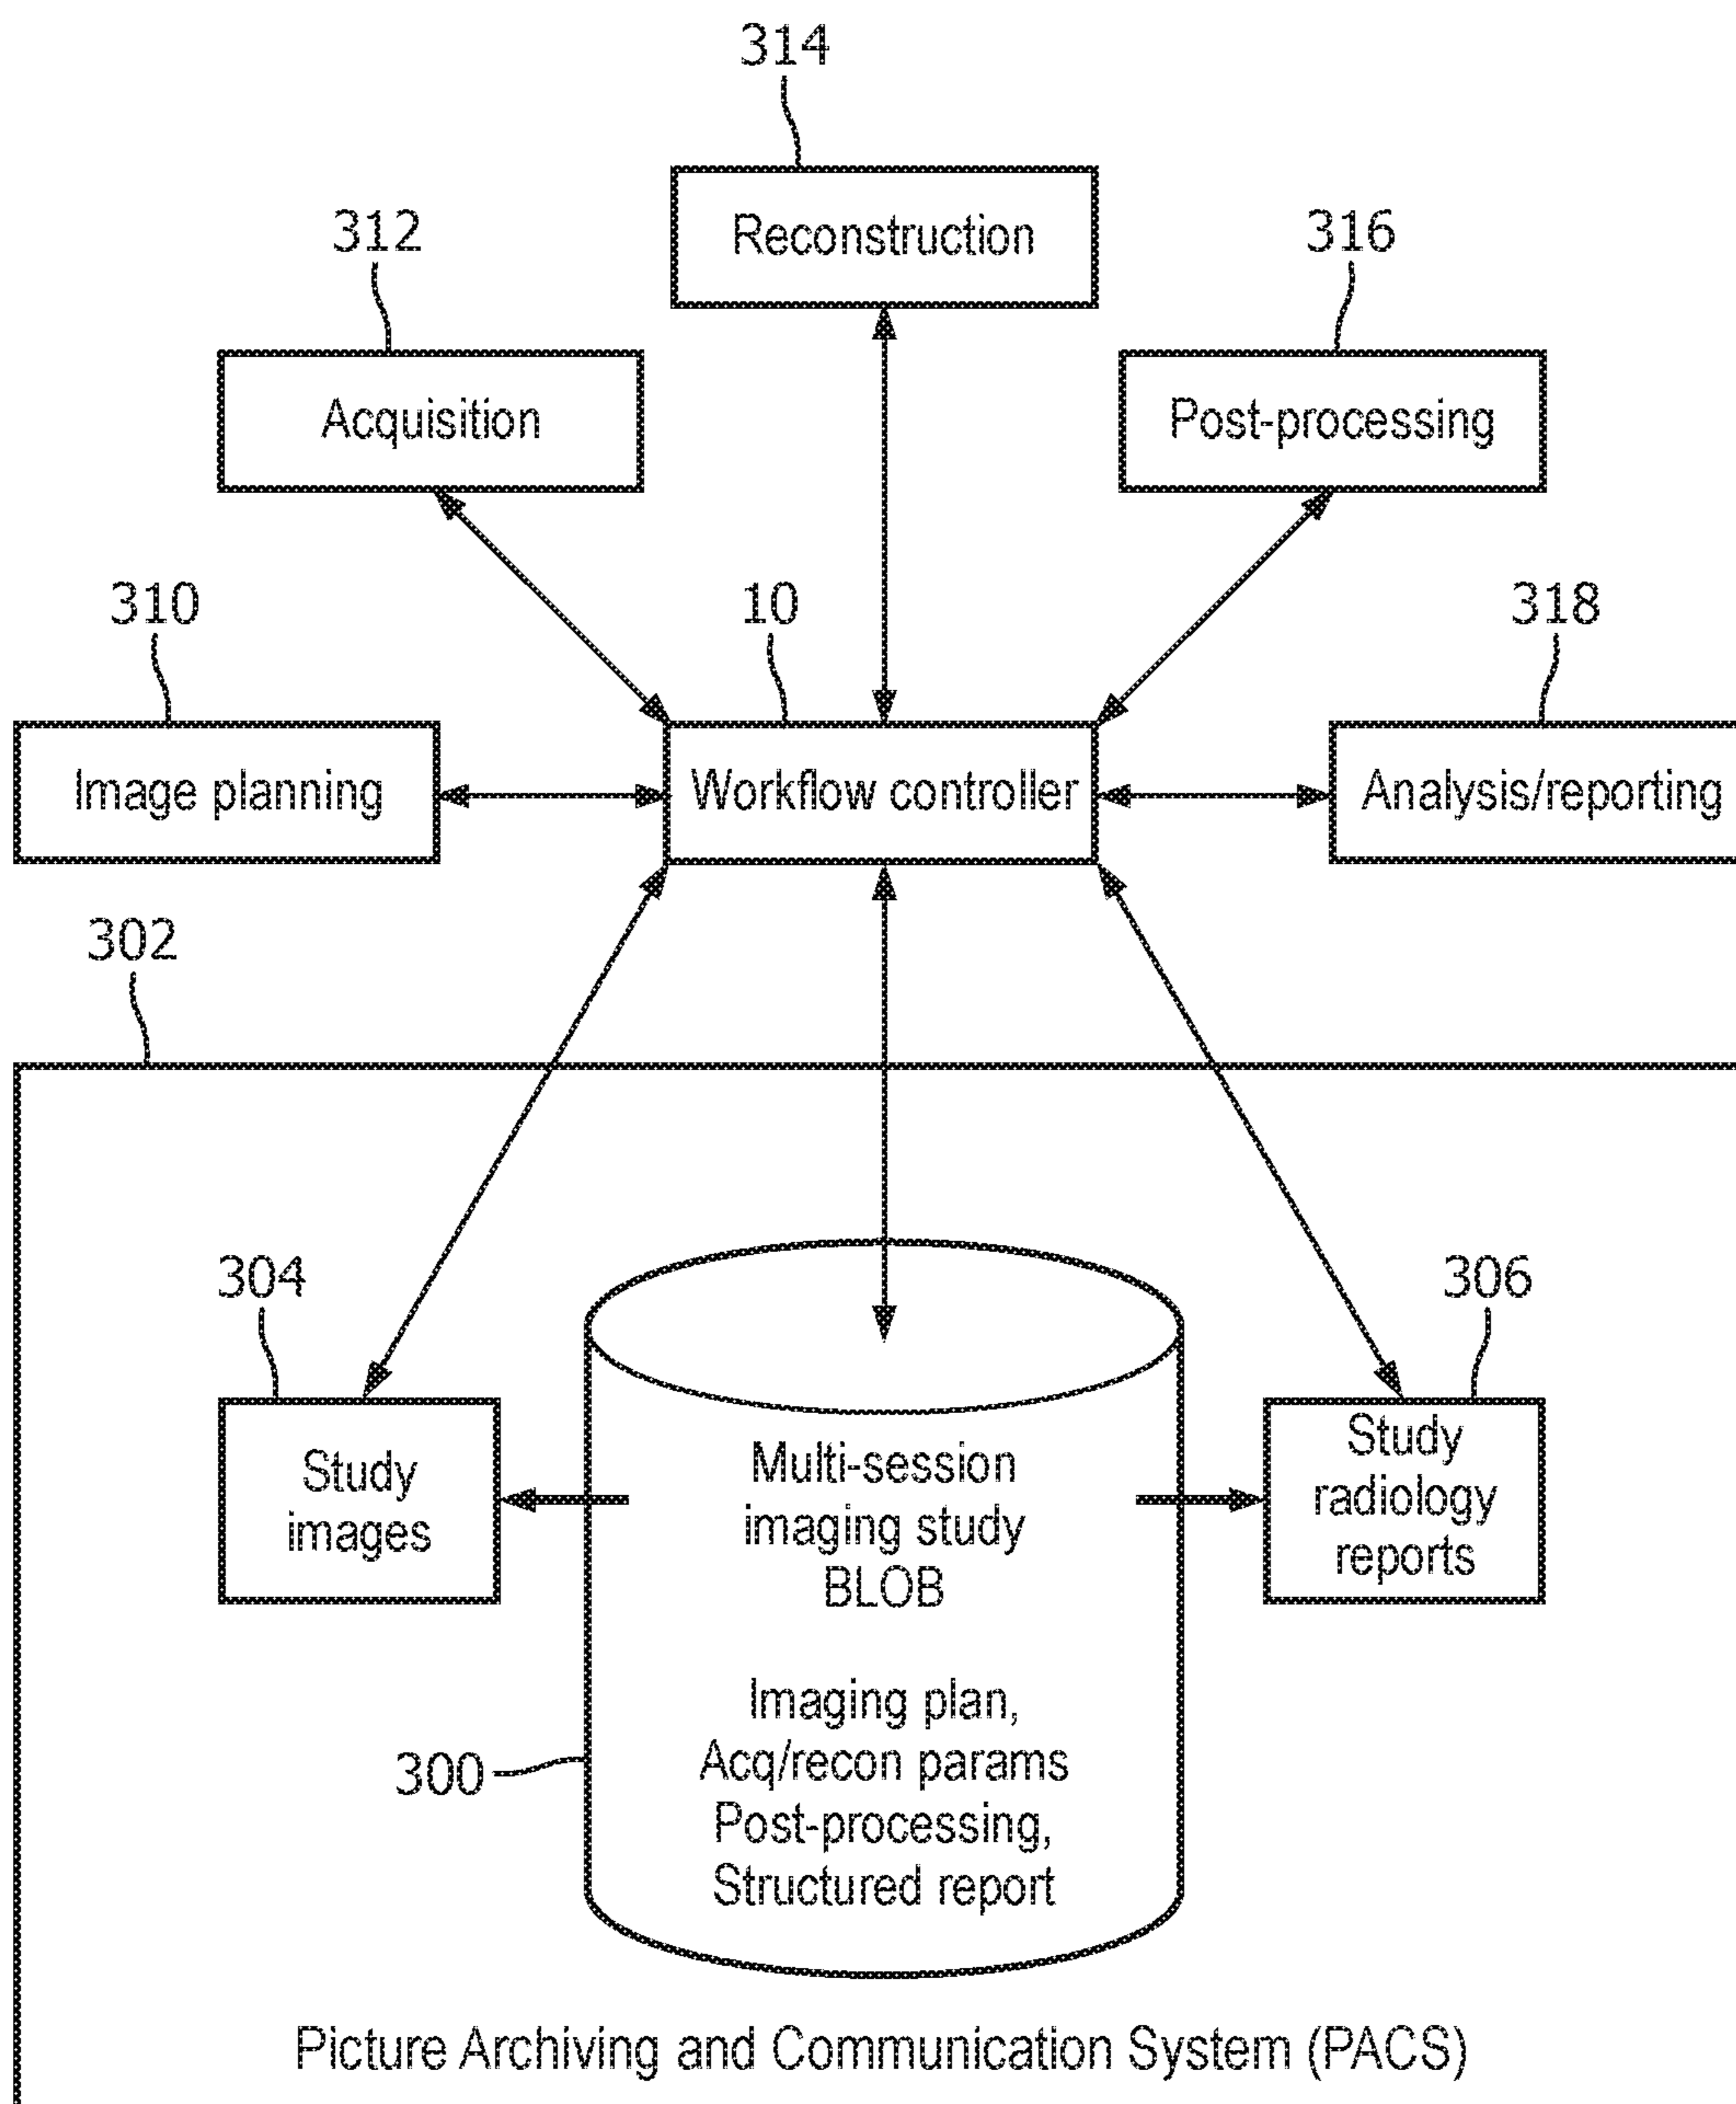 314
Reconstruction
312
316
Acquisition
Post-processing
310
10
318
Image planning
Workflow controller
Analysis/reporting
302
304
306
Study
images
Multi-session
imaging study
BLOB
Study
radiology
reports
Imaging plan,
Acq/recon params
Post-processing,
Structured report
300
Picture Archiving and Communication System (PACS)